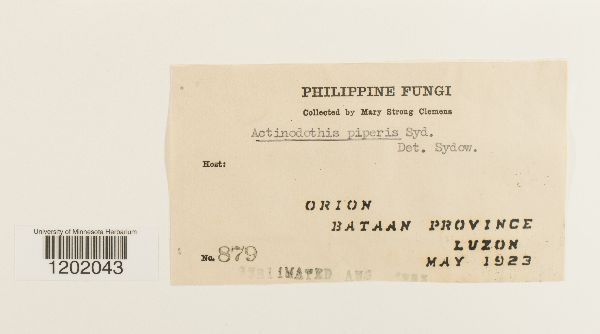 PHILIPPINE FUNGI
Collected by Mary Strong Clemens
Actinodothis piperis Syd.
Det. Sydow.
Host:
ORION
BATAAN PROVINCE
LUZON
MAY 1923
No. 879
University of Minnesota Herbarium
1202043